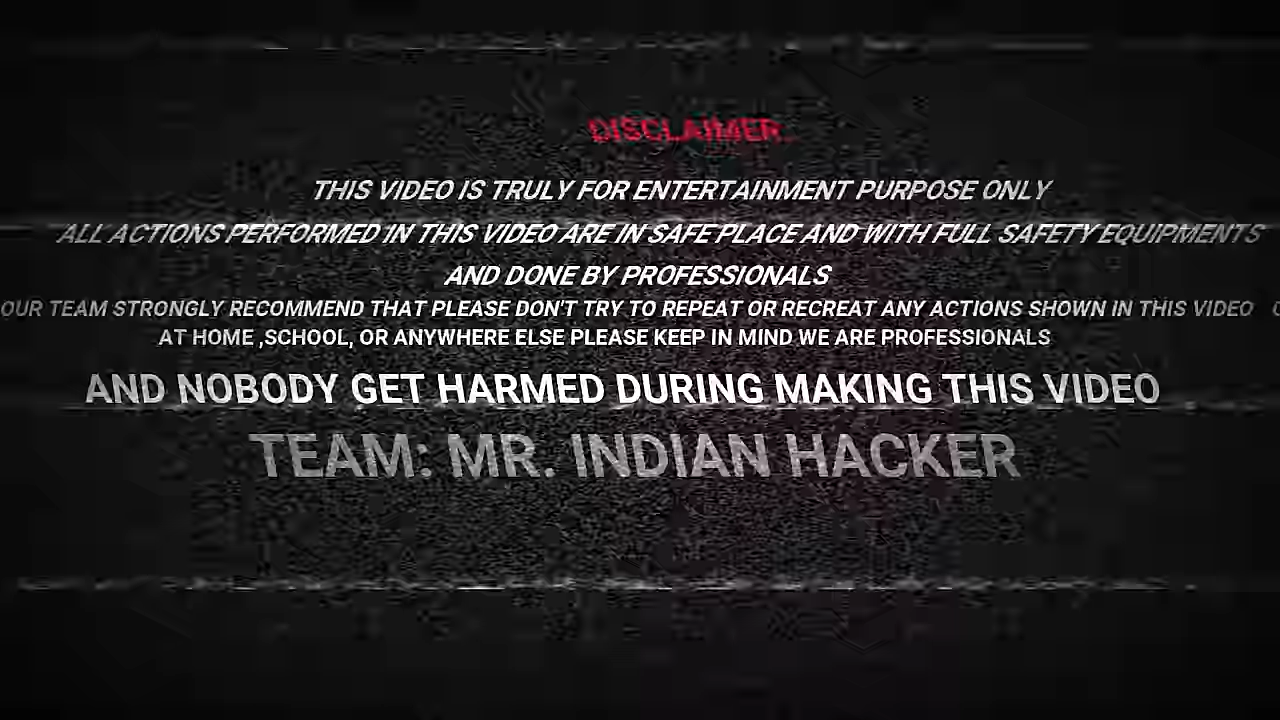 DISCLAIMER..
THIS VIDEO IS TRULY FOR ENTERTAINMENT PURPOSE ONLY
ALL ACTIONS PERFORMED IN THIS VIDEO ARE IN SAFE PLACE AND WITH FULL SAFETY EQUIPMENTS
AND DONE BY PROFESSIONALS
OUR TEAM STRONGLY RECOMMEND THAT PLEASE DON'T TRY TO REPEAT OR RECREAT ANY ACTIONS SHOWN IN THIS VIDEO
AT HOME ,SCHOOL, OR ANYWHERE ELSE PLEASE KEEP IN MIND WE ARE PROFESSIONALS
AND NOBODY GET HARMED DURING MAKING THIS VIDEO
TEAM: MR. INDIAN HACKER